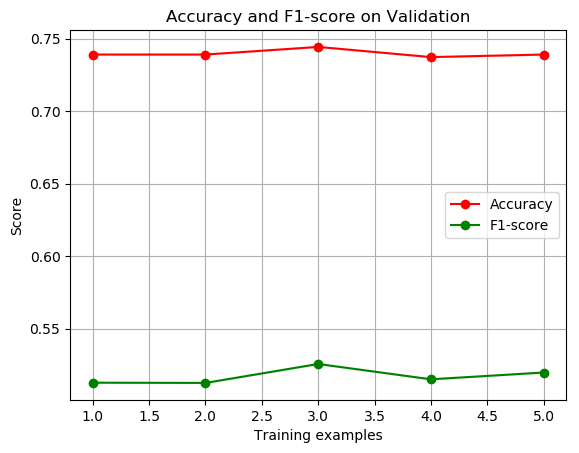 Accuracy and F1-score on Validation
0.75
0.70
0.65
0.60
0.55
Score
Accuracy
F1-score
1.0 1.5 2.0 2.5 3.0 3.5 4.0 4.5 5.0
Training examples